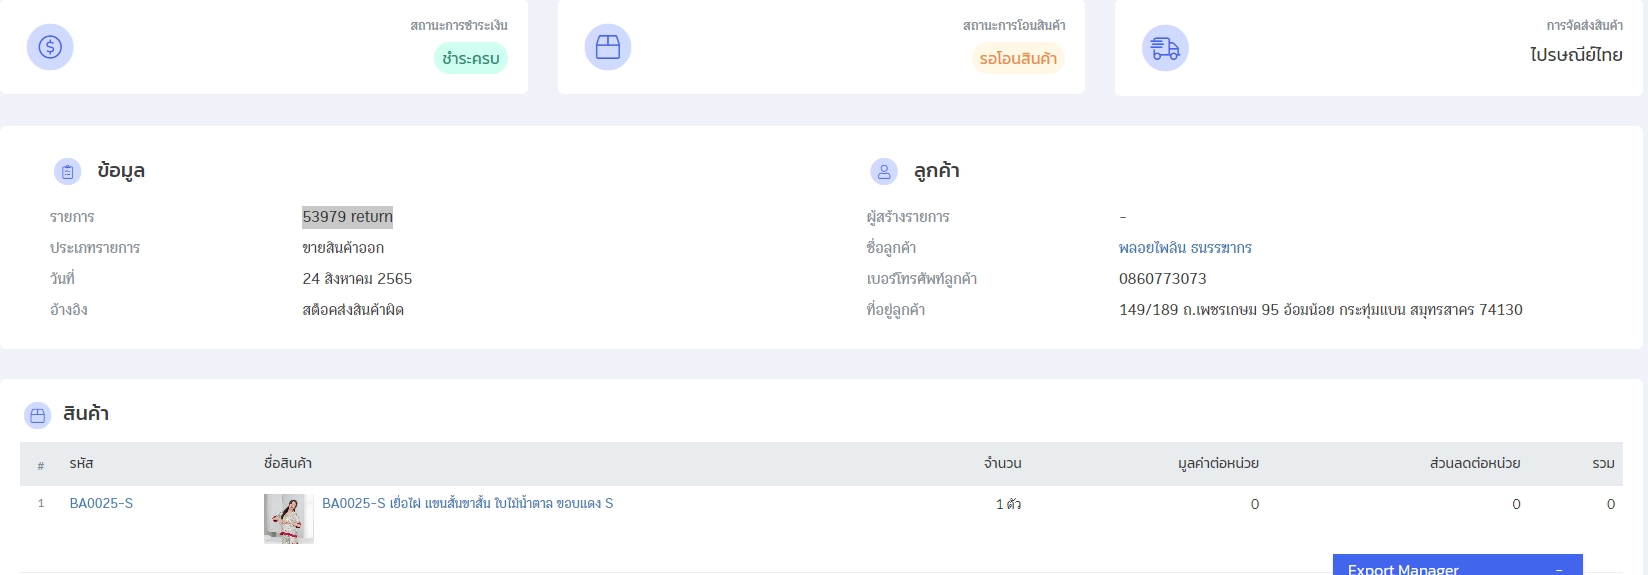 สถานะการชำระเงิน
ชำระครบ
สถานะการโอนสินค้า
รอโอนสินค้า
การจัดส่งสินค้า
ไปรษณีย์ไทย
ข้อมูล
รายการ 53979 return
ประเภทรายการ ขายสินค้าออก
วันที่ 24 สิงหาคม 2565
อ้างอิง สต็อคส่งสินค้าผิด
ลูกค้า
ผู้สร้างรายการ -
ชื่อลูกค้า พลอยไพลิน ธนรรฆากร
เบอร์โทรศัพท์ลูกค้า 0860773073
ที่อยู่ลูกค้า 149/189 ถ.เพชรเกษม 95 อ้อมน้อย กระทุ่มแบน สมุทรสาคร 74130
สินค้า
# รหัส ชื่อสินค้า จำนวน มูลค่าต่อหน่วย ส่วนลดต่อหน่วย รวม
1 BA0025-S BA0025-S เยื่อไผ่ แขนสั้นขาสั้น ใบไม้น้ำตาล ขอบแดง S 1 ตัว 0 0 0
Export Manager -